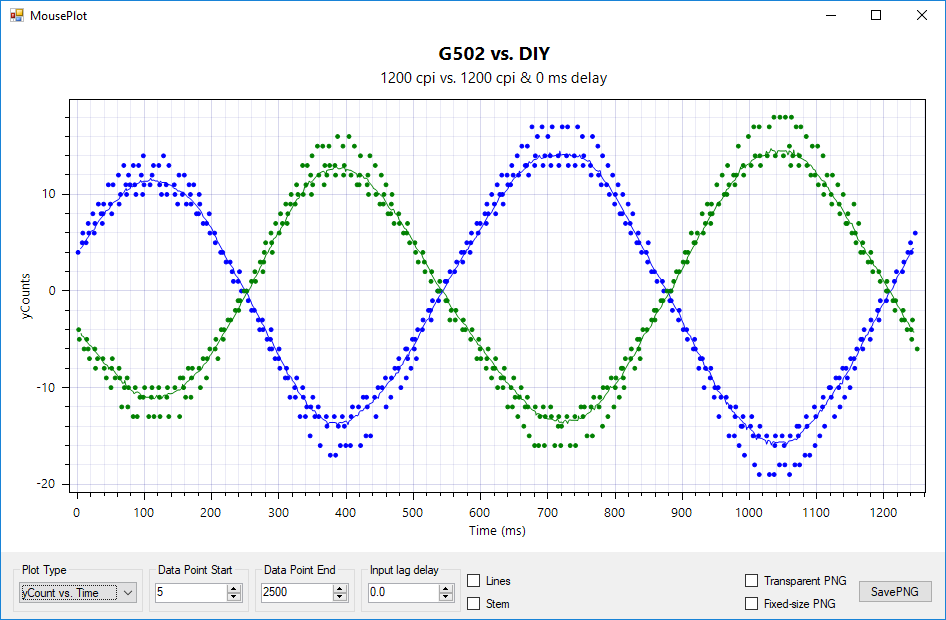 MousePlot
G502 vs. DIY
1200 cpi vs. 1200 cpi & 0 ms delay
yCounts
10
0
-10
-20
0 100 200 300 400 500 600 700 800 900 1000 1100 1200
Time (ms)
Plot Type Data Point Start Data Point End Input lag delay
yCount vs. Time 5 2500 0.0
Lines
Stem
Transparent PNG
Fixed-size PNG
SavePNG